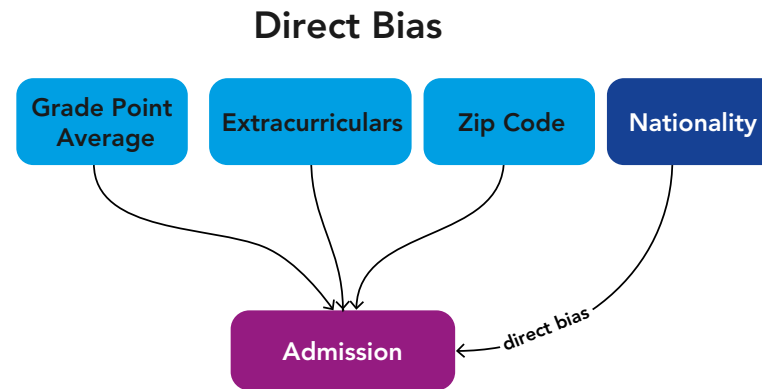 Direct Bias
Grade Point
Average
Extracurriculars
Zip Code
Nationality
direct bias
Admission